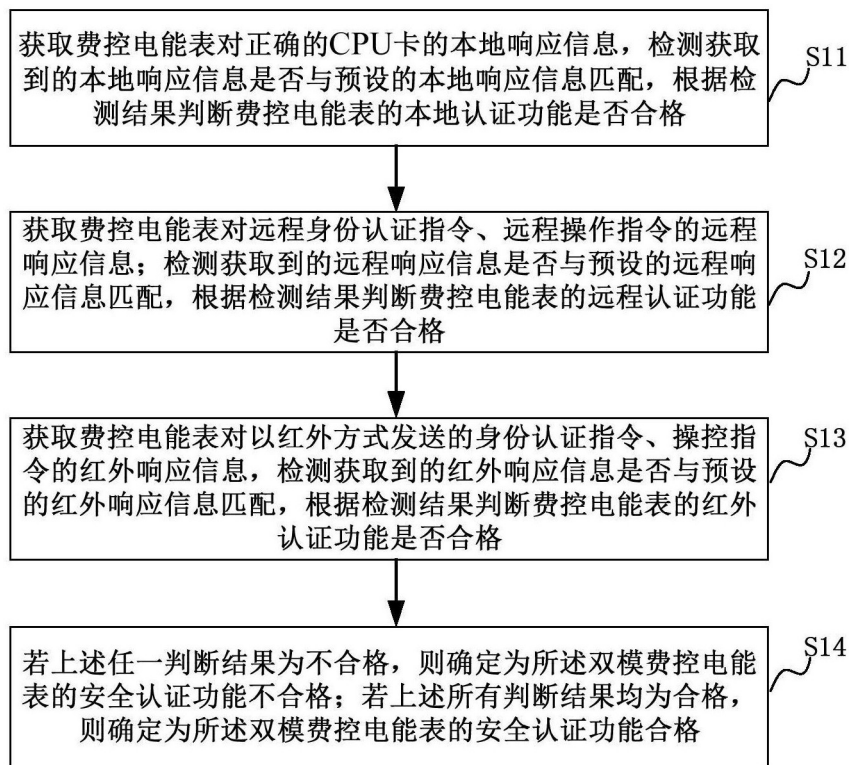 获取费控电能表对正确的CPU卡的本地响应信息，检测获取
到的本地响应信息是否与预设的本地响应信息匹配，根据检
测结果判断费控电能表的本地认证功能是否合格
S11
获取费控电能表对远程身份认证指令、远程操作指令的远程
响应信息；检测获取到的远程响应信息是否与预设的远程响
应信息匹配，根据检测结果判断费控电能表的远程认证功能
是否合格
S12
获取费控电能表对以红外方式发送的身份认证指令、操控指
令的红外响应信息，检测获取到的红外响应信息是否与预设
的红外响应信息匹配，根据检测结果判断费控电能表的红外
认证功能是否合格
S13
若上述任一判断结果为不合格，则确定为所述双模费控电能
表的安全认证功能不合格；若上述所有判断结果均为合格，
则确定为所述双模费控电能表的安全认证功能合格
S14